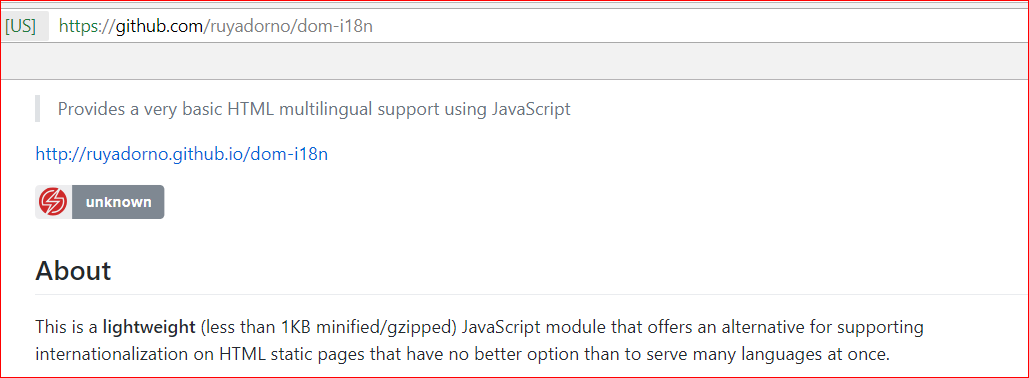 [US] https://github.com/ruyadorno/dom-i18n
Provides a very basic HTML multilingual support using JavaScript
http://ruyadorno.github.io/dom-i18n
unknown
About
This is a lightweight (less than 1KB minified/gzipped) JavaScript module that offers an alternative for supporting
internationalization on HTML static pages that have no better option than to serve many languages at once.